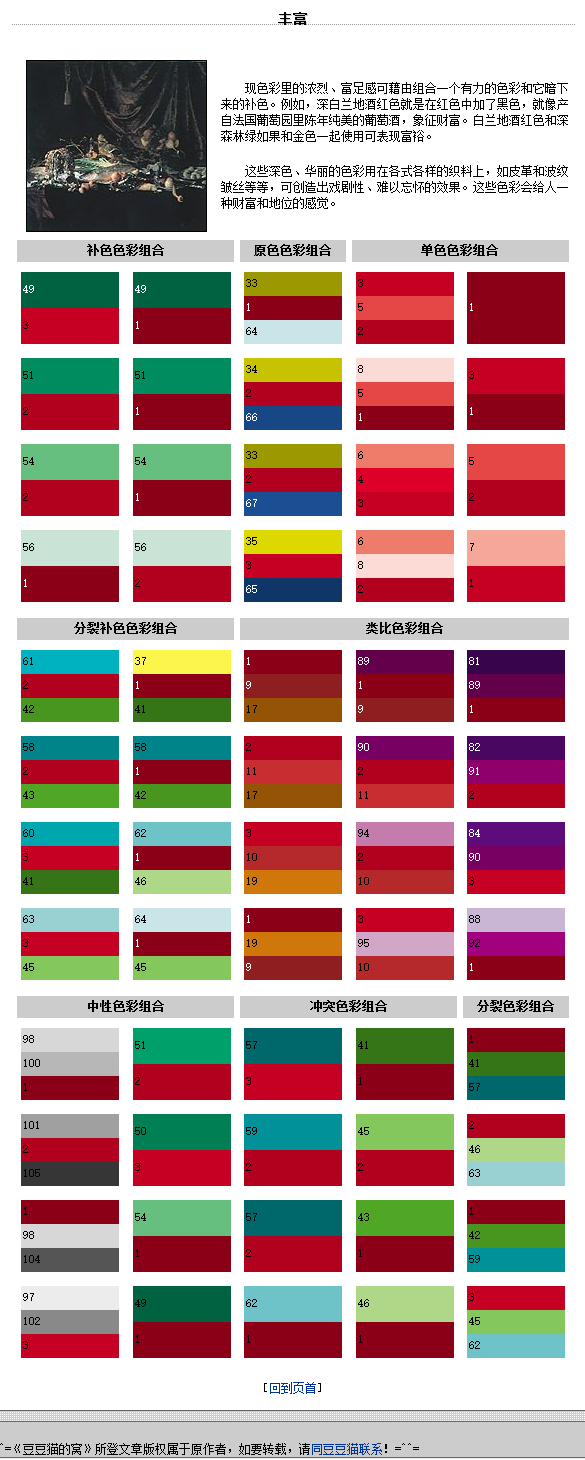 丰富
现色彩里的浓烈、富足感可藉由组合一个有力的色彩和它暗下
来的补色。例如，深白兰地酒红色就是在红色中加了黑色，就像产
自法国葡萄园里陈年纯美的葡萄酒，象征财富。白兰地酒红色和深
森林绿如果和金色一起使用可表现富裕。
这些深色、华丽的色彩用在各式各样的织料上，如皮革和波纹
皱丝等等，可创造出戏剧性、难以忘怀的效果。这些色彩会给人一
种财富和地位的感觉。
补色色彩组合 原色色彩组合 单色色彩组合
49 49 33 3 1
1 5
3 1 64 2
51 51 34 8 3
2 5
2 1 66 1 1
54 54 33 6 5
2 4
2 1 67 3 2
56 56 35 6 7
3 8
1 2 65 2 1
分裂补色色彩组合 类比色彩组合
61 37 1 89 81
2 1 9 1 89
42 41 17 9 1
58 58 2 90 82
2 1 11 2 91
43 42 17 11 2
60 62 3 94 84
3 1 10 2 90
41 46 19 10 3
63 64 1 3 88
3 1 19 95 92
45 45 9 10 1
中性色彩组合 冲突色彩组合 分裂色彩组合
98 51 57 41 1
100 41
1 2 3 1 57
101 50 59 45 2
2 46
105 3 2 2 63
1 54 57 43 1
98 42
104 1 2 1 59
97 49 62 46 3
102 45
3 1 1 1 62
[回到页首]
^=《豆豆猫的窝》所登文章版权属于原作者，如要转载，请同豆豆猫联系！=^^=